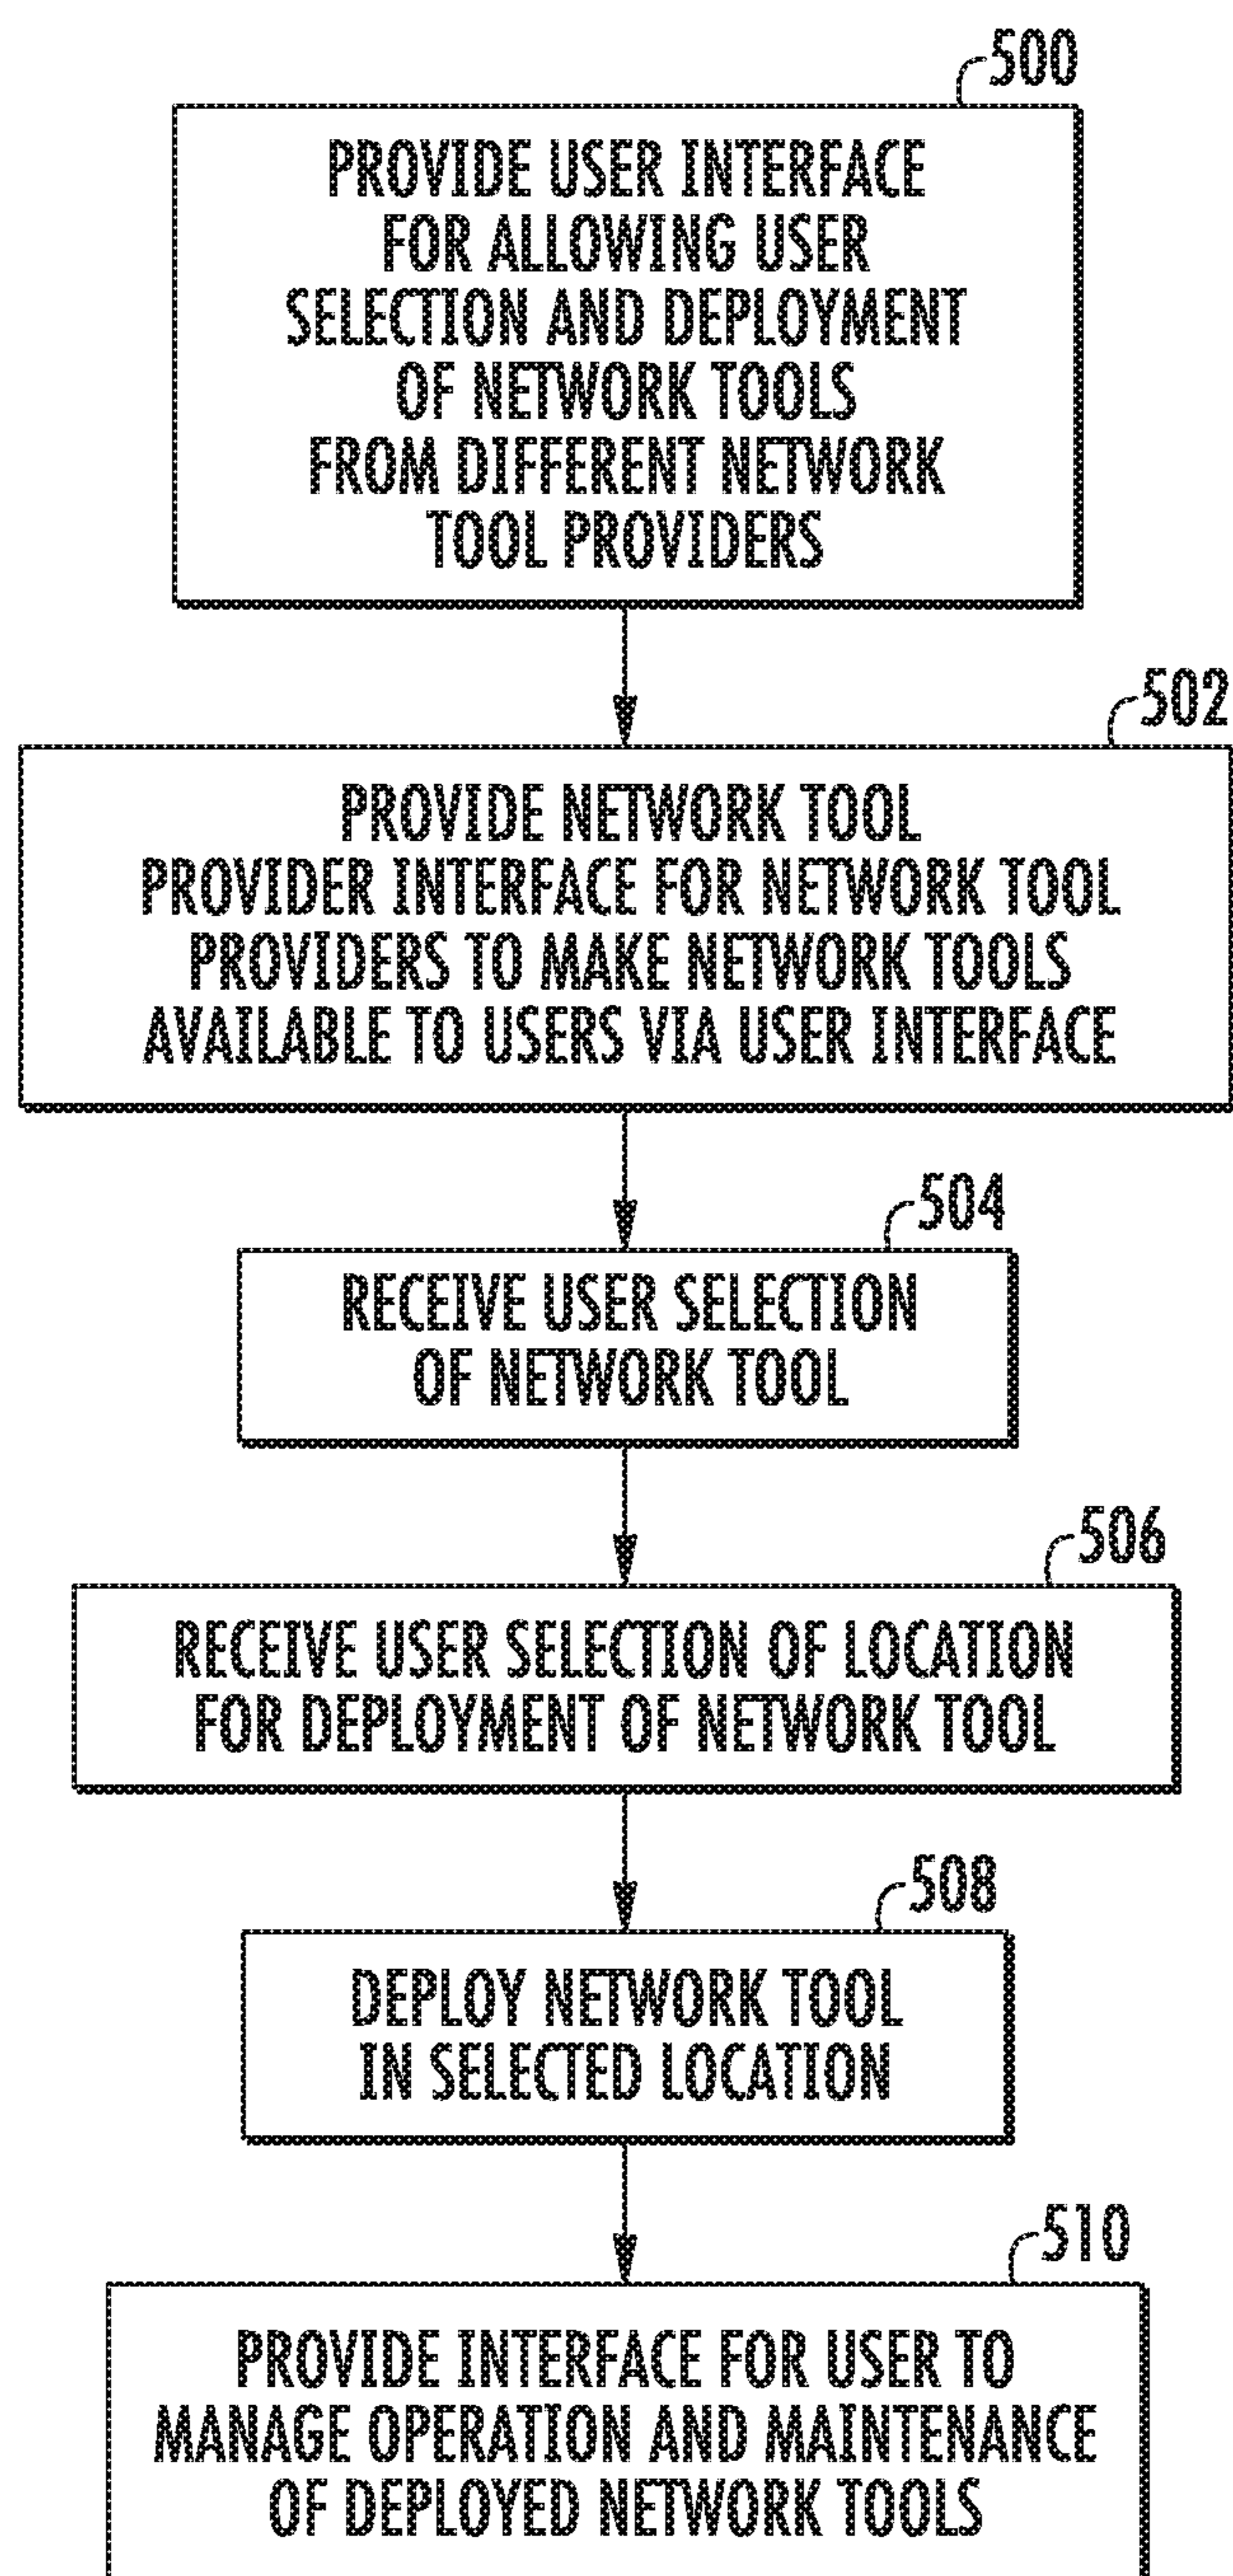 500
PROVIDE USER INTERFACE
FOR ALLOWING USER
SELECTION AND DEPLOYMENT
OF NETWORK TOOLS
FROM DIFFERENT NETWORK
TOOL PROVIDERS
502
PROVIDE NETWORK TOOL
PROVIDER INTERFACE FOR NETWORK TOOL
PROVIDERS TO MAKE NETWORK TOOLS
AVAILABLE TO USERS VIA USER INTERFACE
504
RECEIVE USER SELECTION
OF NETWORK TOOL
506
RECEIVE USER SELECTION OF LOCATION
FOR DEPLOYMENT OF NETWORK TOOL
508
DEPLOY NETWORK TOOL
IN SELECTED LOCATION
510
PROVIDE INTERFACE FOR USER TO
MANAGE OPERATION AND MAINTENANCE
OF DEPLOYED NETWORK TOOLS